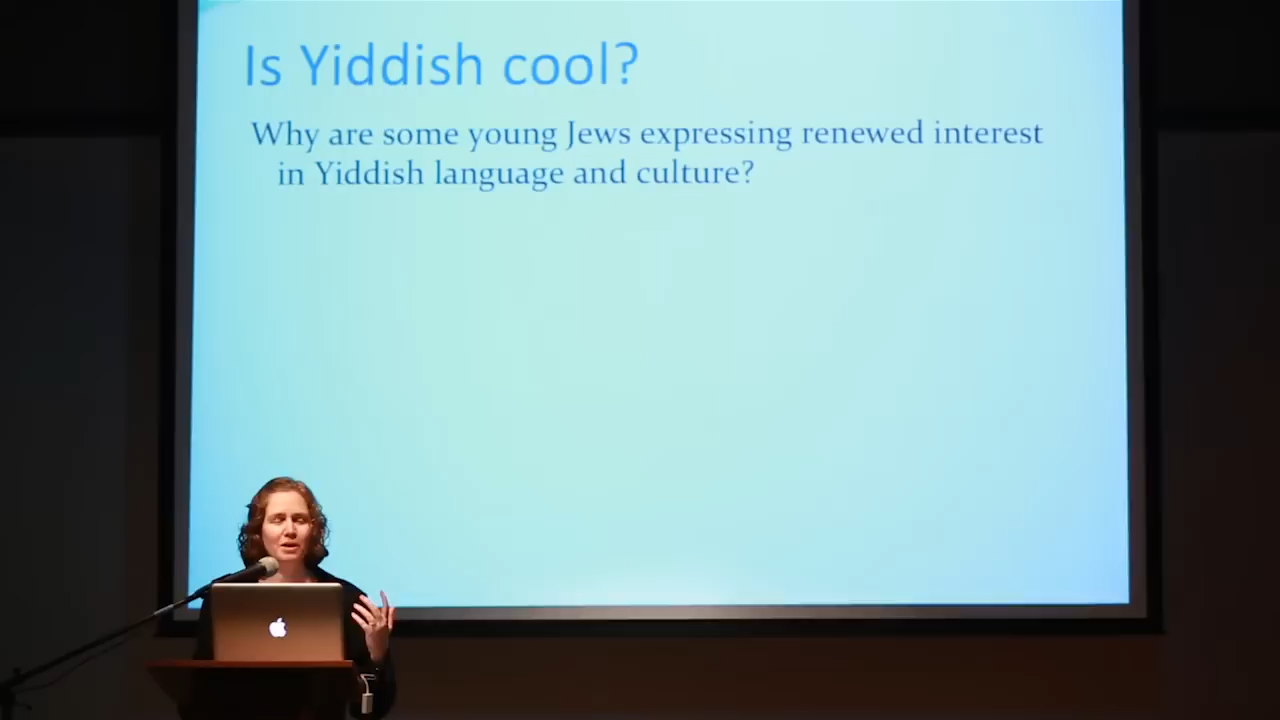 Is Yiddish cool?
Why are some young Jews expressing renewed interest
in Yiddish language and culture?